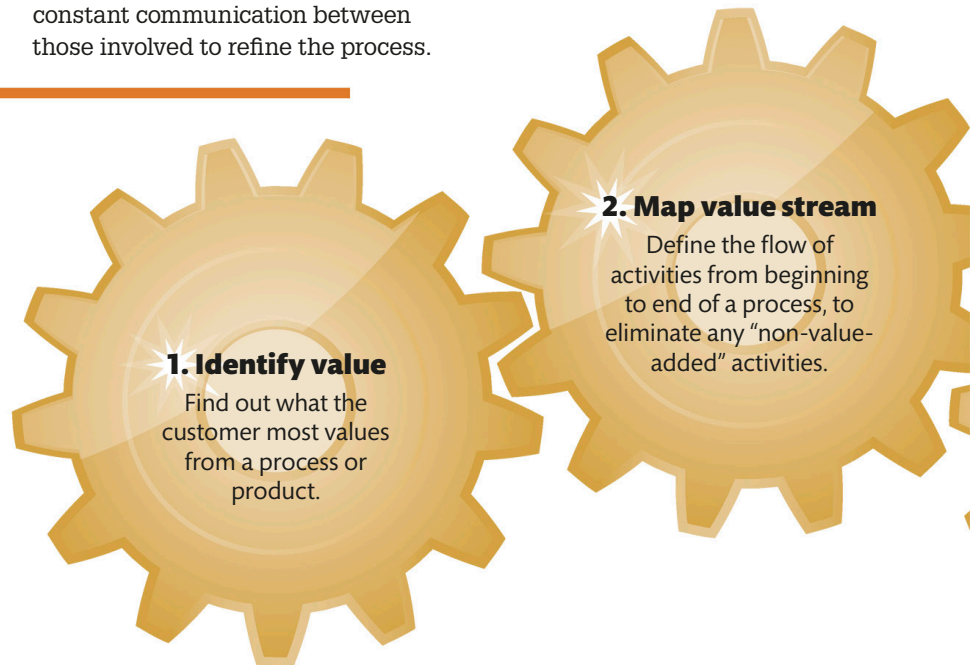 constant communication between
those involved to refine the process.
1. Identify value
Find out what the
customer most values
from a process or
product.
2. Map value stream
Define the flow of
activities from beginning
to end of a process, to
eliminate any “non-value-
added” activities.